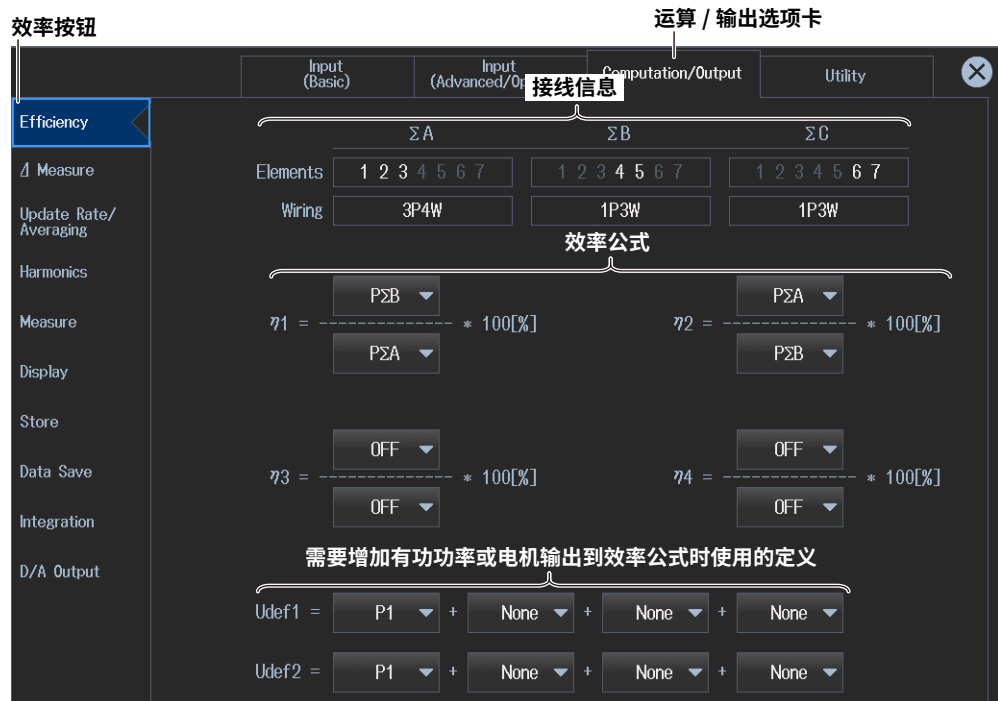 效率按钮
运算 / 输出选项卡
Input
(Basic)
Input
(Advanced/Op
Computation/Output
Utility
接线信息
Efficiency
Δ Measure
Update Rate/
Averaging
Harmonics
Measure
Display
Store
Data Save
Integration
D/A Output
ΣA ΣB ΣC
Elements 1 2 3 4 5 6 7 1 2 3 4 5 6 7 1 2 3 4 5 6 7
Wiring 3P4W 1P3W 1P3W
效率公式
PΣB PΣA
η1 = ―――― * 100[%] η2 = ―――― * 100[%]
PΣA PΣB
OFF OFF
η3 = ―――― * 100[%] η4 = ―――― * 100[%]
OFF OFF
需要增加有功功率或电机输出到效率公式时使用的定义
Udef1 = P1 + None + None + None
Udef2 = P1 + None + None + None